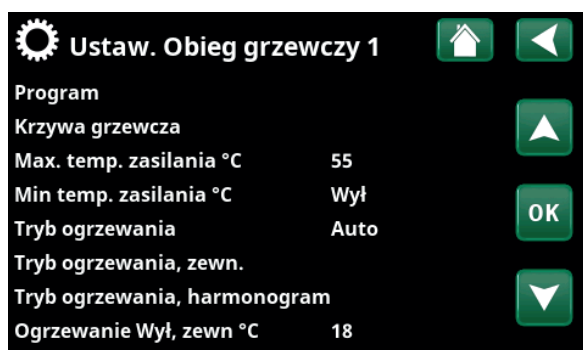 Ustaw. Obieg grzewczy 1
Program
Krzywa grzewcza
Max. temp. zasilania °C 55
Min temp. zasilania °C Wył
Tryb ogrzewania Auto
OK
Tryb ogrzewania, zewn.
Tryb ogrzewania, harmonogram
Ogrzewanie Wył, zewn °C 18